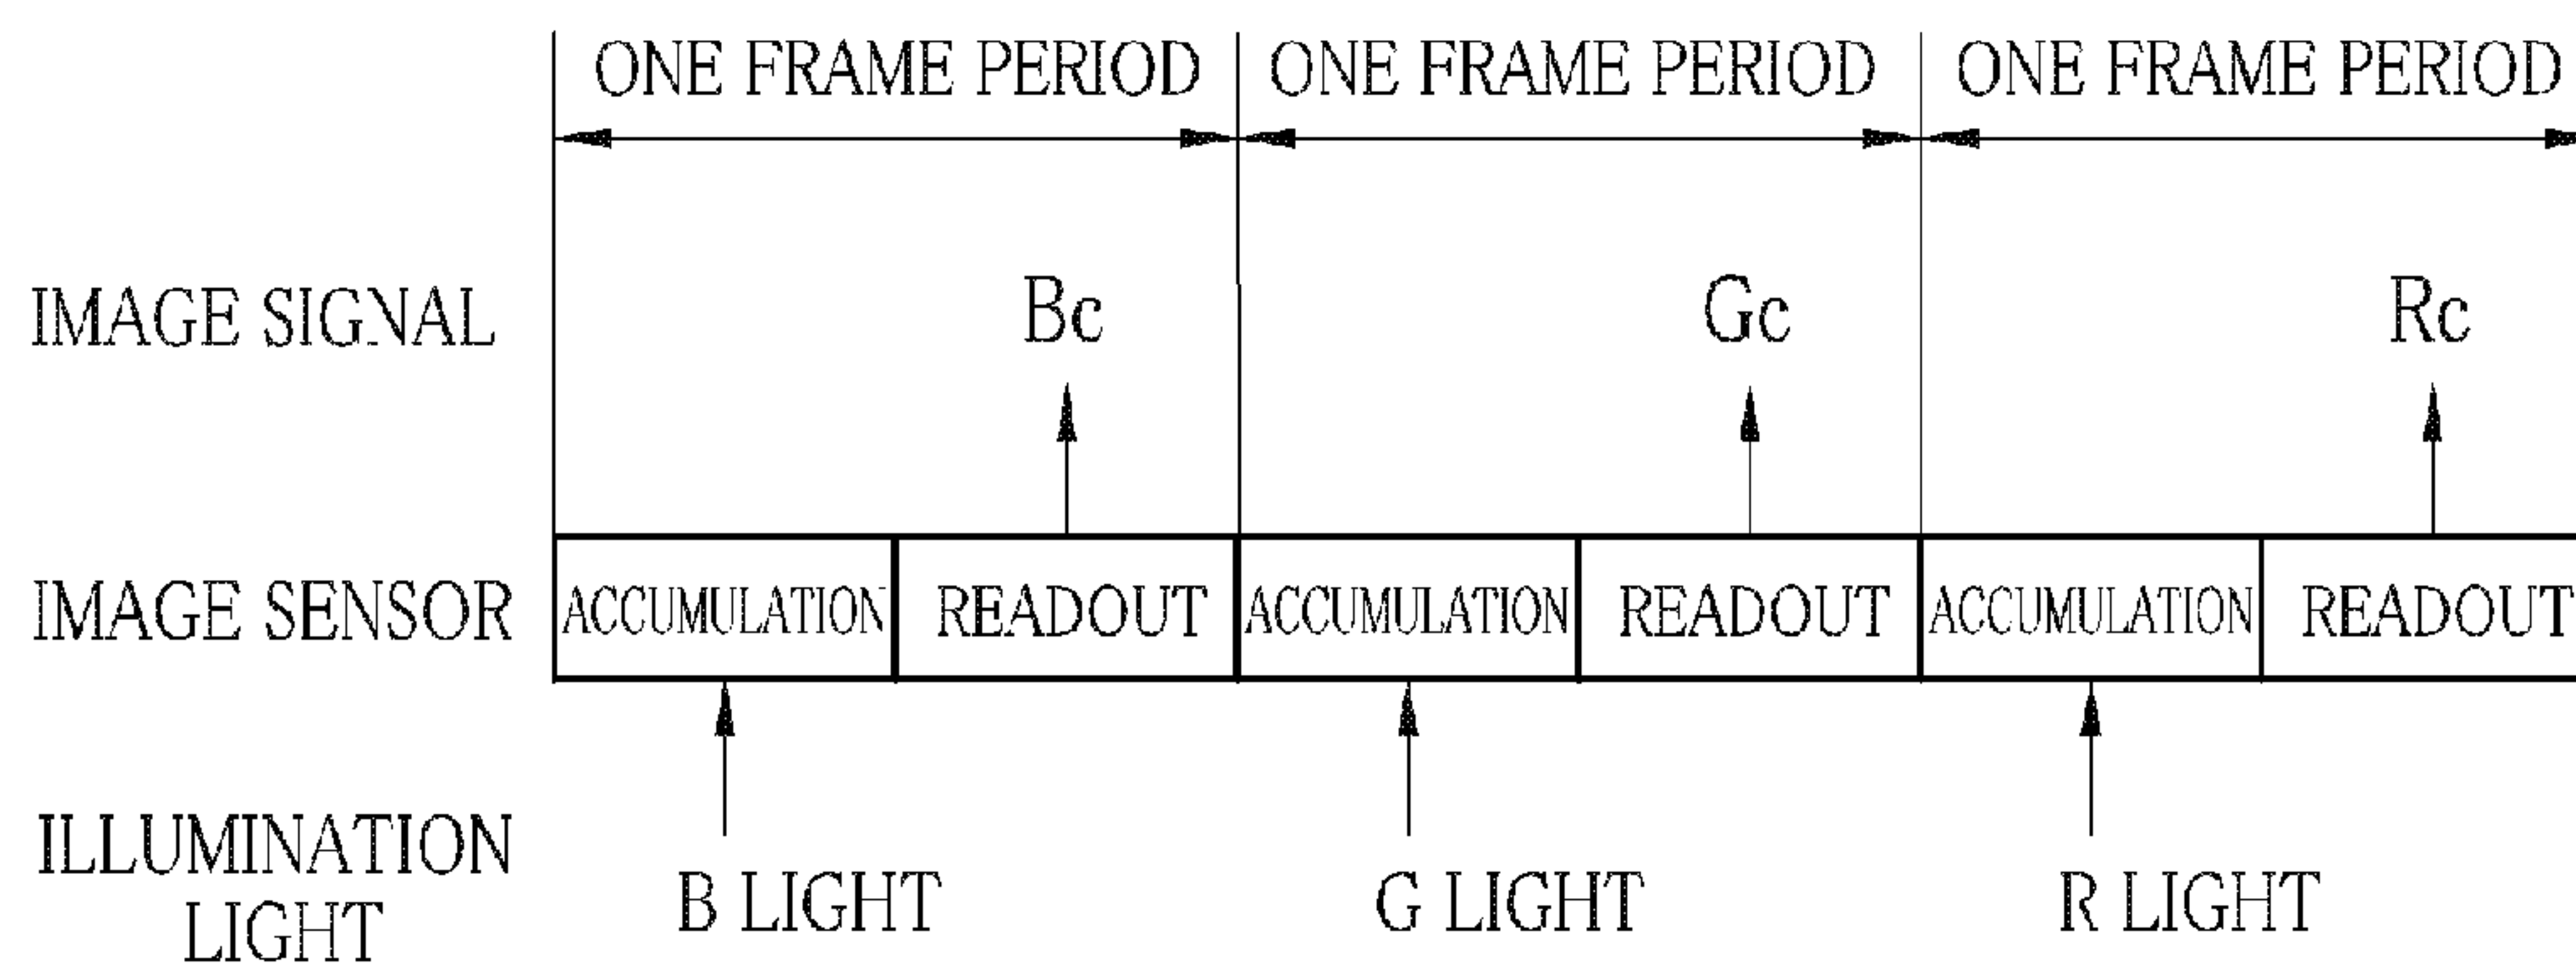 ONE FRAME PERIOD ONE FRAME PERIOD ONE FRAME PERIOD
IMAGE SIGNAL Bc Gc Rc
IMAGE SENSOR ACCUMULATION READOUT ACCUMULATION READOUT ACCUMULATION READOUT
ILLUMINATION
LIGHT
B LIGHT G LIGHT R LIGHT